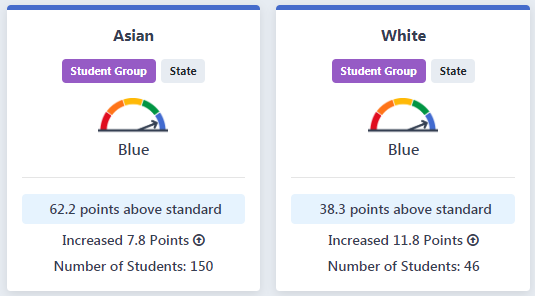 Asian
Student Group State
Blue
62.2 points above standard
Increased 7.8 Points
Number of Students: 150
White
Student Group State
Blue
38.3 points above standard
Increased 11.8 Points
Number of Students: 46